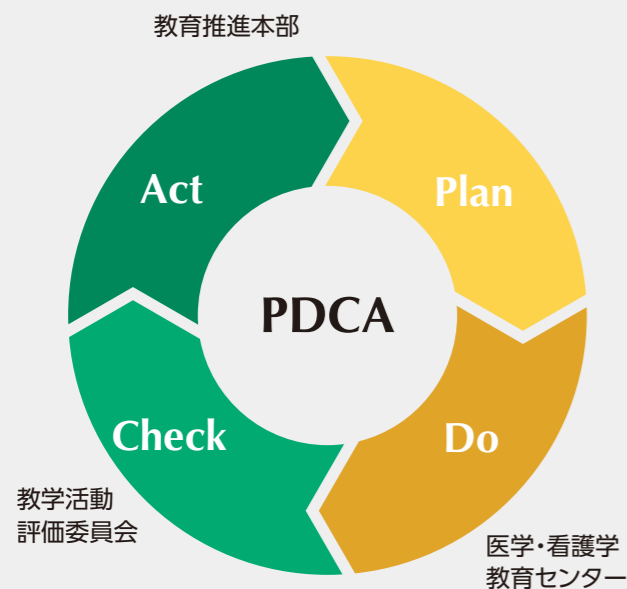 教育推進本部
Act
Plan
PDCA
Check
Do
教学活動
評価委員会
医学・看護学
教育センター